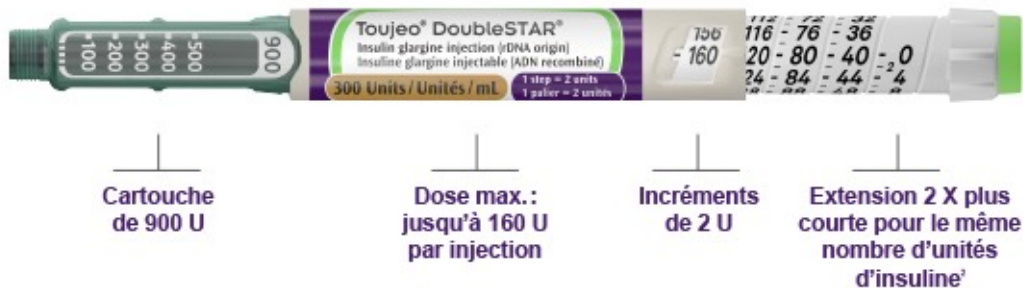 100
200
300
400
500
900
Toujeo® DoubleSTAR®
Insulin glargine injection (rDNA origin)
Insuline glargine injectable (ADN recombiné)
300 Units / Unités / mL
1 step = 2 units
1 palier = 2 unités
156
- 160
116 - 76 - 36
20 - 80 - 40 - 0
24 - 84 - 44 - 4
2
Cartouche
de 900 U
Dose max. :
jusqu'à 160 U
par injection
Incréments
de 2 U
Extension 2 X plus
courte pour le même
nombre d'unités
d'insuline